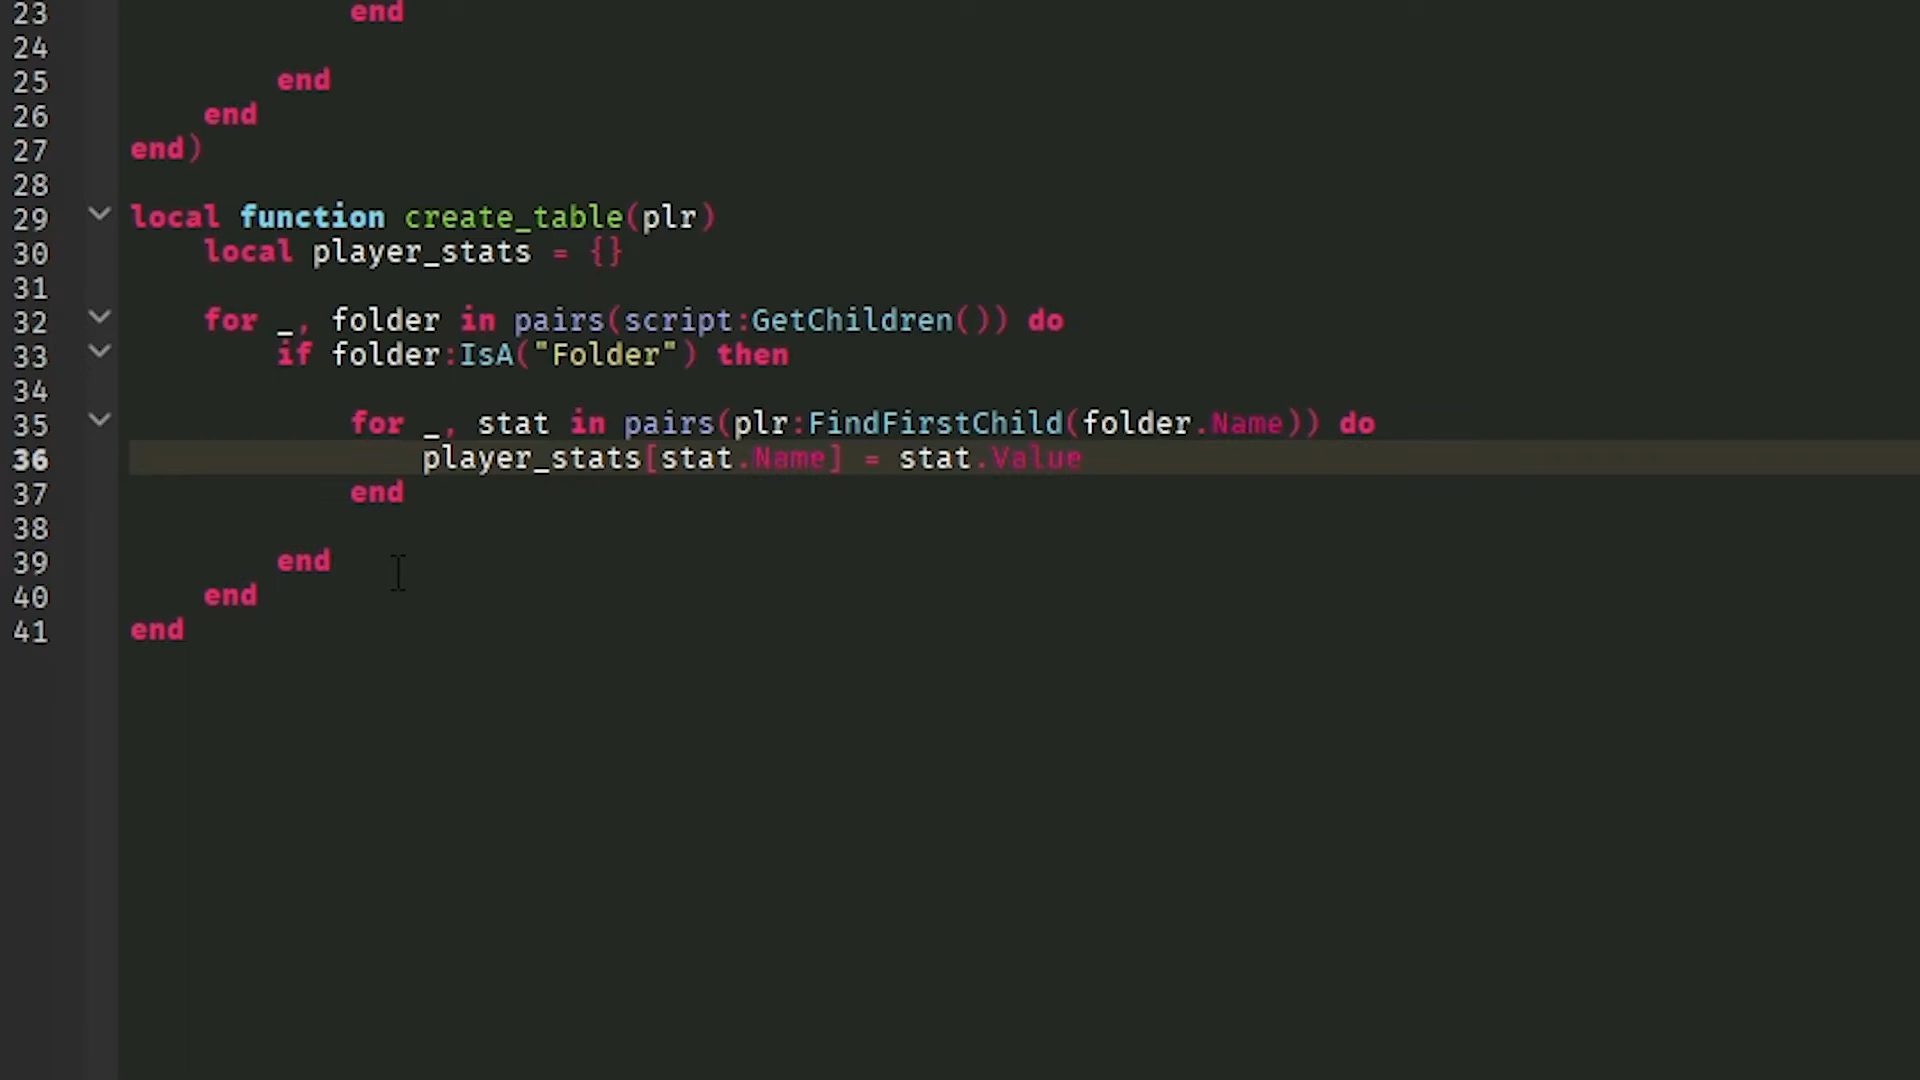 23 end
24
25 end
26 end
27 end)
28
29 local function create_table(plr)
30 local player_stats = {}
31
32 for _, folder in pairs(script:GetChildren()) do
33 if folder:IsA("Folder") then
34
35 for _, stat in pairs(plr:FindFirstChild(folder.Name)) do
36 player_stats[stat.Name] = stat.Value
37 end
38
39 end
40 end
41 end